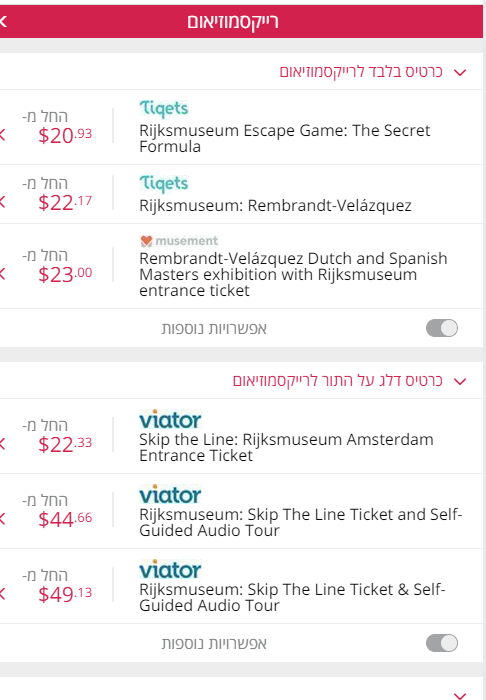 רייקסמוזיאום
כרטיס בלבד לרייקסמוזיאום
Tiqets
Rijksmuseum Escape Game: The Secret
Formula
החל מ-
$20.93
Tiqets
Rijksmuseum: Rembrandt-Velázquez
החל מ-
$22.17
musement
Rembrandt-Velázquez Dutch and Spanish
Masters exhibition with Rijksmuseum
entrance ticket
החל מ-
$23.00
אפשרויות נוספות
כרטיס דלג על התור לרייקסמוזיאום
viator
Skip the Line: Rijksmuseum Amsterdam
Entrance Ticket
החל מ-
$22.33
viator
Rijksmuseum: Skip The Line Ticket and Self-
Guided Audio Tour
החל מ-
$44.66
viator
Rijksmuseum: Skip The Line Ticket & Self-
Guided Audio Tour
החל מ-
$49.13
אפשרויות נוספות